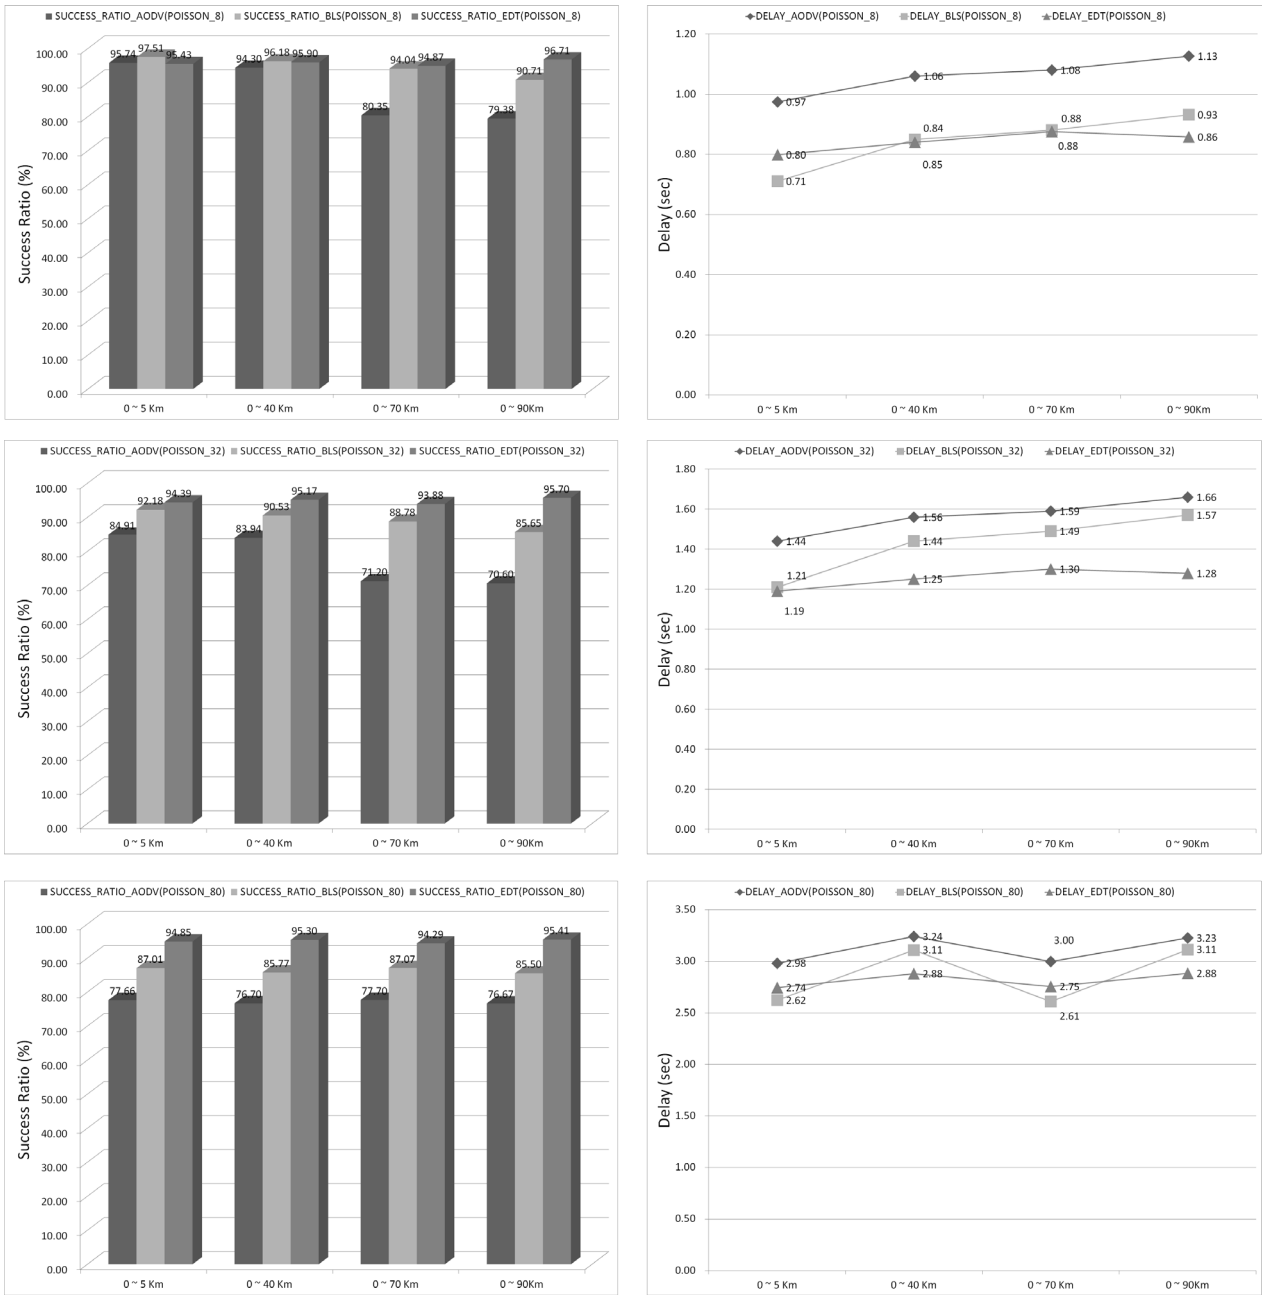 SUCCESS_RATIO_AODV(POISSON_8) SUCCESS_RATIO_BLS(POISSON_8) SUCCESS_RATIO_EDT(POISSON_8)
Success Ratio (%)
100.00
90.00
80.00
70.00
60.00
50.00
40.00
30.00
20.00
10.00
0.00
95.74 97.51 95.43 94.30 96.18 95.90 80.35 94.04 94.87 79.38 90.71 96.71
0 ~ 5 Km 0 ~ 40 Km 0 ~ 70 Km 0 ~ 90Km
DELAY_AODV(POISSON_8) DELAY_BLS(POISSON_8) DELAY_EDT(POISSON_8)
Delay (sec)
1.20
1.00
0.80
0.60
0.40
0.20
0.00
0.97 1.06 1.08 1.13
0.71 0.84 0.88 0.93
0.80 0.85 0.88 0.86
0 ~ 5 Km 0 ~ 40 Km 0 ~ 70 Km 0 ~ 90Km
SUCCESS_RATIO_AODV(POISSON_32) SUCCESS_RATIO_BLS(POISSON_32) SUCCESS_RATIO_EDT(POISSON_32)
Success Ratio (%)
100.00
90.00
80.00
70.00
60.00
50.00
40.00
30.00
20.00
10.00
0.00
84.91 92.18 94.39 83.94 90.53 95.17 71.20 88.78 93.88 70.60 85.65 95.70
0 ~ 5 Km 0 ~ 40 Km 0 ~ 70 Km 0 ~ 90Km
DELAY_AODV(POISSON_32) DELAY_BLS(POISSON_32) DELAY_EDT(POISSON_32)
Delay (sec)
1.80
1.60
1.40
1.20
1.00
0.80
0.60
0.40
0.20
0.00
1.44 1.56 1.59 1.66
1.21 1.44 1.49 1.57
1.19 1.25 1.30 1.28
0 ~ 5 Km 0 ~ 40 Km 0 ~ 70 Km 0 ~ 90Km
SUCCESS_RATIO_AODV(POISSON_80) SUCCESS_RATIO_BLS(POISSON_80) SUCCESS_RATIO_EDT(POISSON_80)
Success Ratio (%)
100.00
90.00
80.00
70.00
60.00
50.00
40.00
30.00
20.00
10.00
0.00
77.66 87.01 94.85 76.70 85.77 95.30 77.70 87.07 94.29 76.67 85.50 95.41
0 ~ 5 Km 0 ~ 40 Km 0 ~ 70 Km 0 ~ 90Km
DELAY_AODV(POISSON_80) DELAY_BLS(POISSON_80) DELAY_EDT(POISSON_80)
Delay (sec)
3.50
3.00
2.50
2.00
1.50
1.00
0.50
0.00
2.98 3.24 3.00 3.23
2.62 3.11 2.61 3.11
2.74 2.88 2.75 2.88
0 ~ 5 Km 0 ~ 40 Km 0 ~ 70 Km 0 ~ 90Km